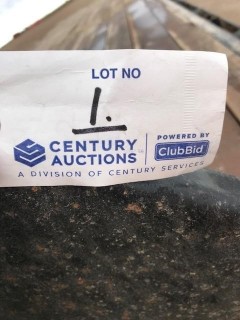 LOT NO
1.
CENTURY AUCTIONS
POWERED BY
ClubBid
A DIVISION OF CENTURY SERVICES